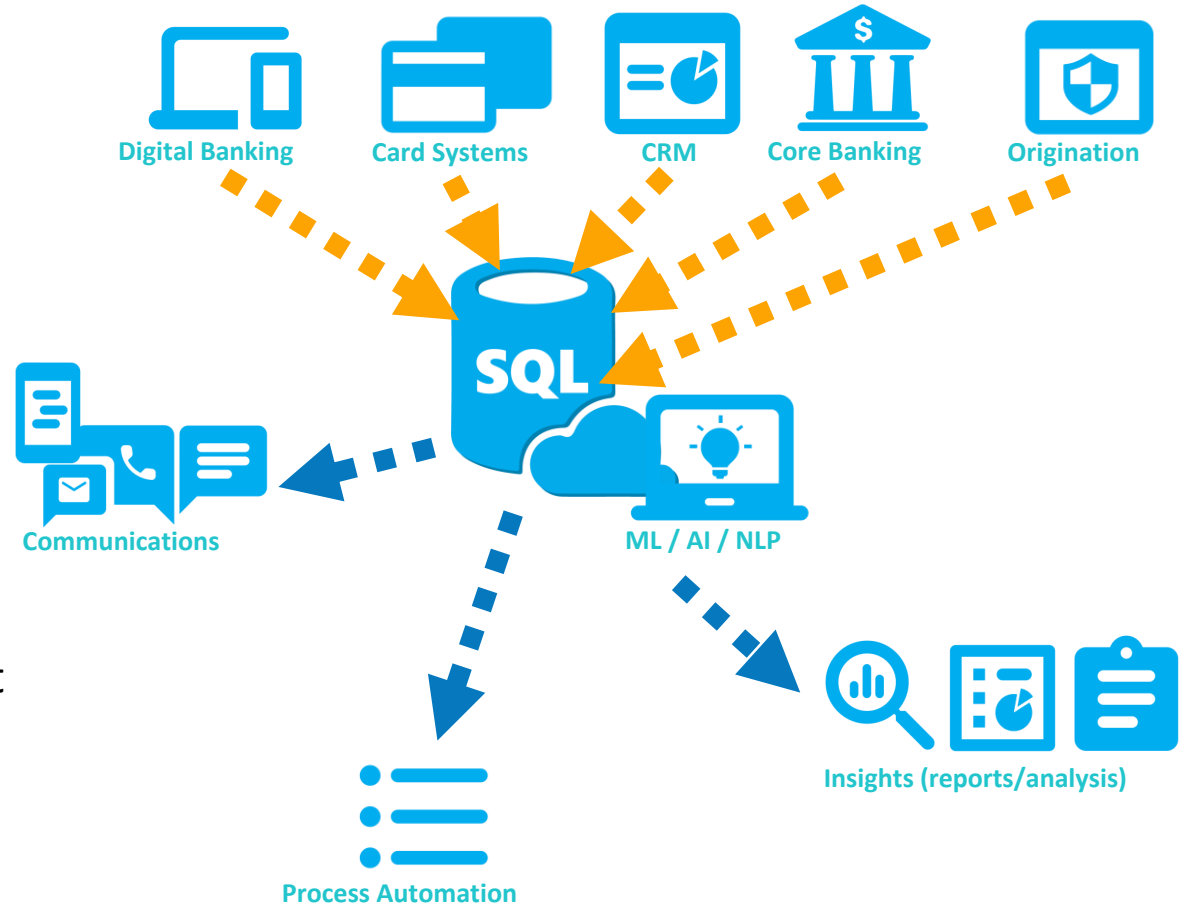 Digital Banking
Card Systems
CRM
$
Core Banking
Origination
SQL
Communications
ML / AI / NLP
t
Insights (reports/analysis)
Process Automation